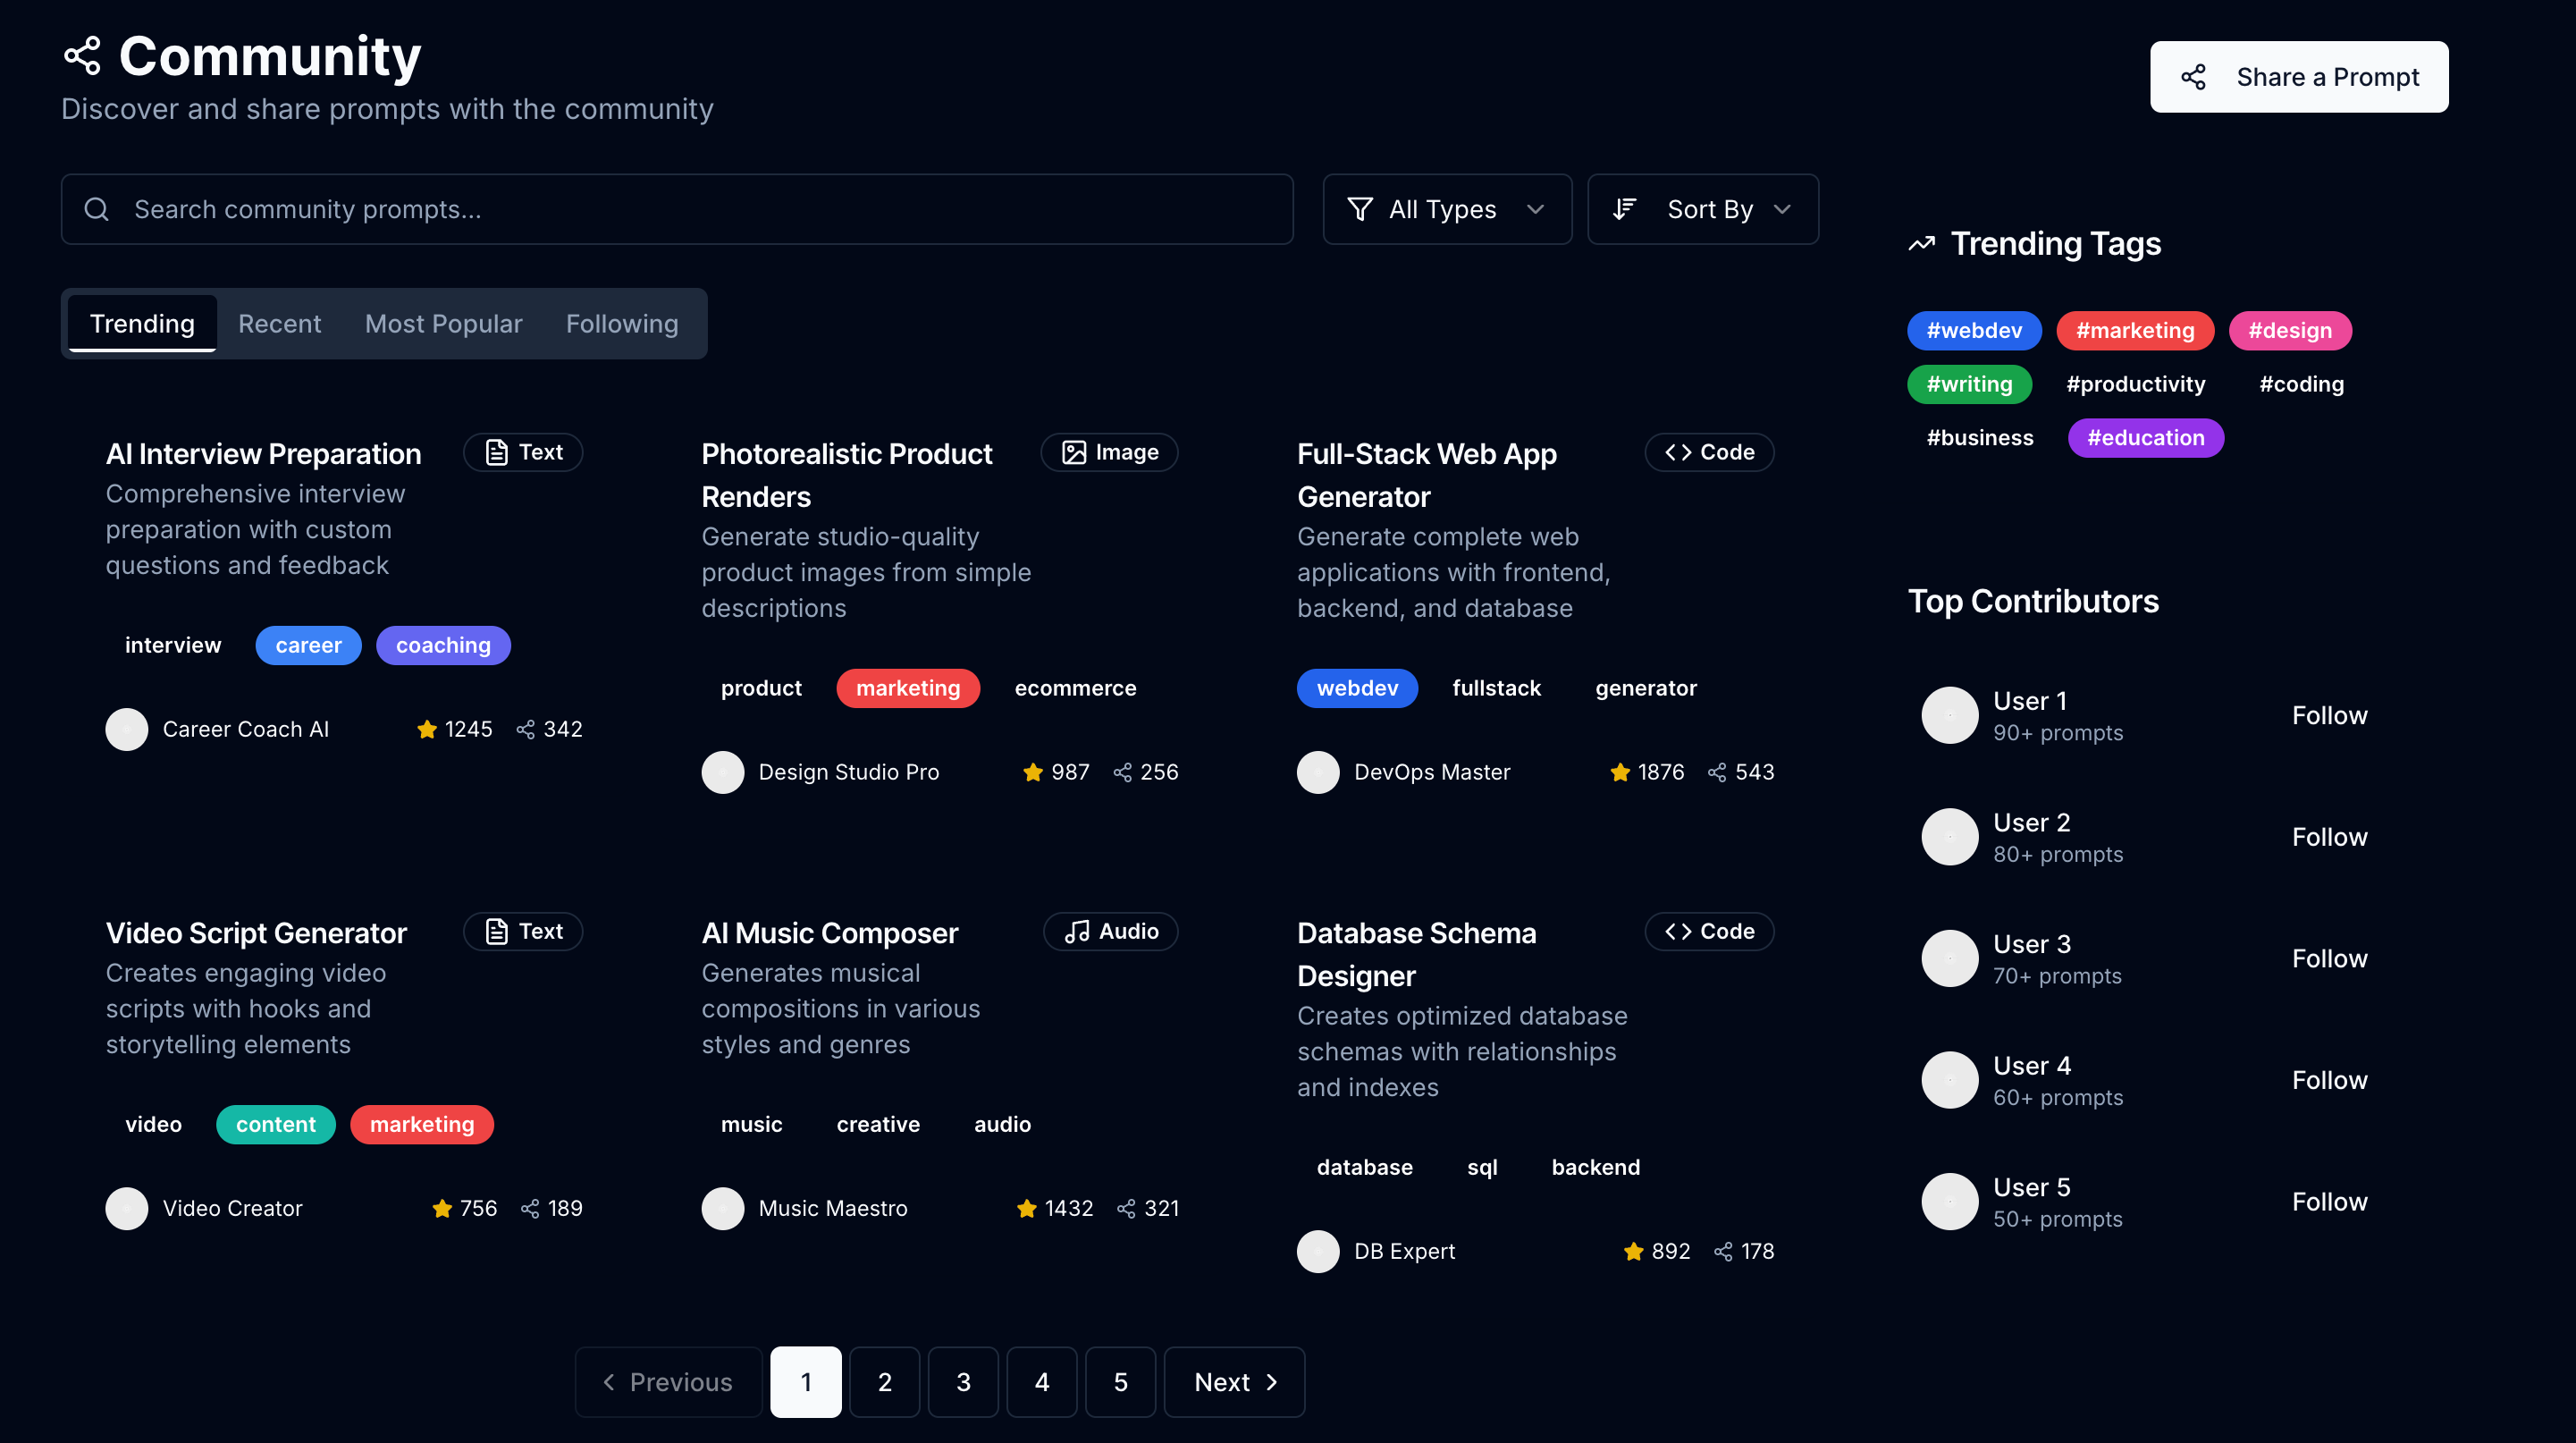 Community
Discover and share prompts with the community
Share a Prompt
Search community prompts...
All Types
Sort By
Trending
Recent
Most Popular
Following
AI Interview Preparation
Text
Comprehensive interview
preparation with custom
questions and feedback
interview career coaching
Career Coach AI
1245 342
Photorealistic Product
Renders
Image
Generate studio-quality
product images from simple
descriptions
product marketing ecommerce
Design Studio Pro
987 256
Full-Stack Web App
Generator
Code
Generate complete web
applications with frontend,
backend, and database
webdev fullstack generator
DevOps Master
1876 543
Video Script Generator
Text
Creates engaging video
scripts with hooks and
storytelling elements
video content marketing
Video Creator
756 189
AI Music Composer
Audio
Generates musical
compositions in various
styles and genres
music creative audio
Music Maestro
1432 321
Database Schema
Designer
Code
Creates optimized database
schemas with relationships
and indexes
database sql backend
DB Expert
892 178
Previous 1 2 3 4 5 Next
Trending Tags
#webdev #marketing #design
#writing #productivity #coding
#business #education
Top Contributors
User 1
90+ prompts
Follow
User 2
80+ prompts
Follow
User 3
70+ prompts
Follow
User 4
60+ prompts
Follow
User 5
50+ prompts
Follow